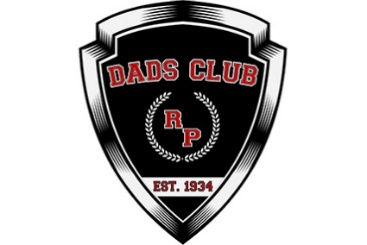 DADS CLUB
RP
EST. 1934